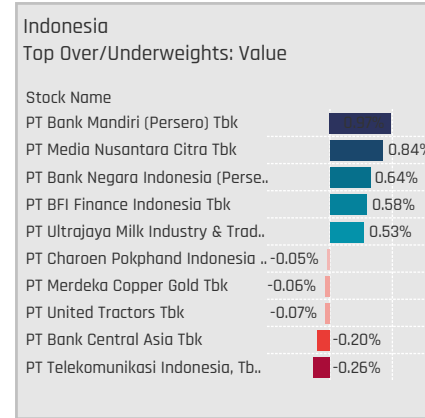 Indonesia
Top Over/Underweights: Value
Stock Name
PT Bank Mandiri (Persero) Tbk
PT Media Nusantara Citra Tbk 0.84%
PT Bank Negara Indonesia (Perse.. 0.64%
PT BFI Finance Indonesia Tbk 0.58%
PT Ultrajaya Milk Industry & Trad.. 0.53%
PT Charoen Pokphand Indonesia .. -0.05%
PT Merdeka Copper Gold Tbk -0.06%
PT United Tractors Tbk -0.07%
PT Bank Central Asia Tbk -0.20%
PT Telekomunikasi Indonesia, Tb.. -0.26%